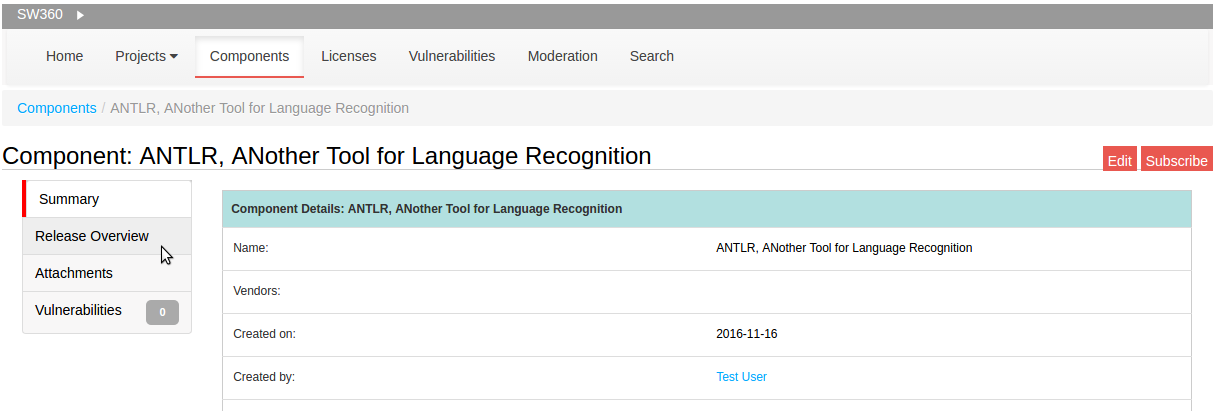 SW360
Home Projects Components Licenses Vulnerabilities Moderation Search
Components / ANTLR, ANother Tool for Language Recognition
Component: ANTLR, ANother Tool for Language Recognition Edit Subscribe
Summary
Release Overview
Attachments
Vulnerabilities 0
Component Details: ANTLR, ANother Tool for Language Recognition
Name: ANTLR, ANother Tool for Language Recognition
Vendors:
Created on: 2016-11-16
Created by: Test User